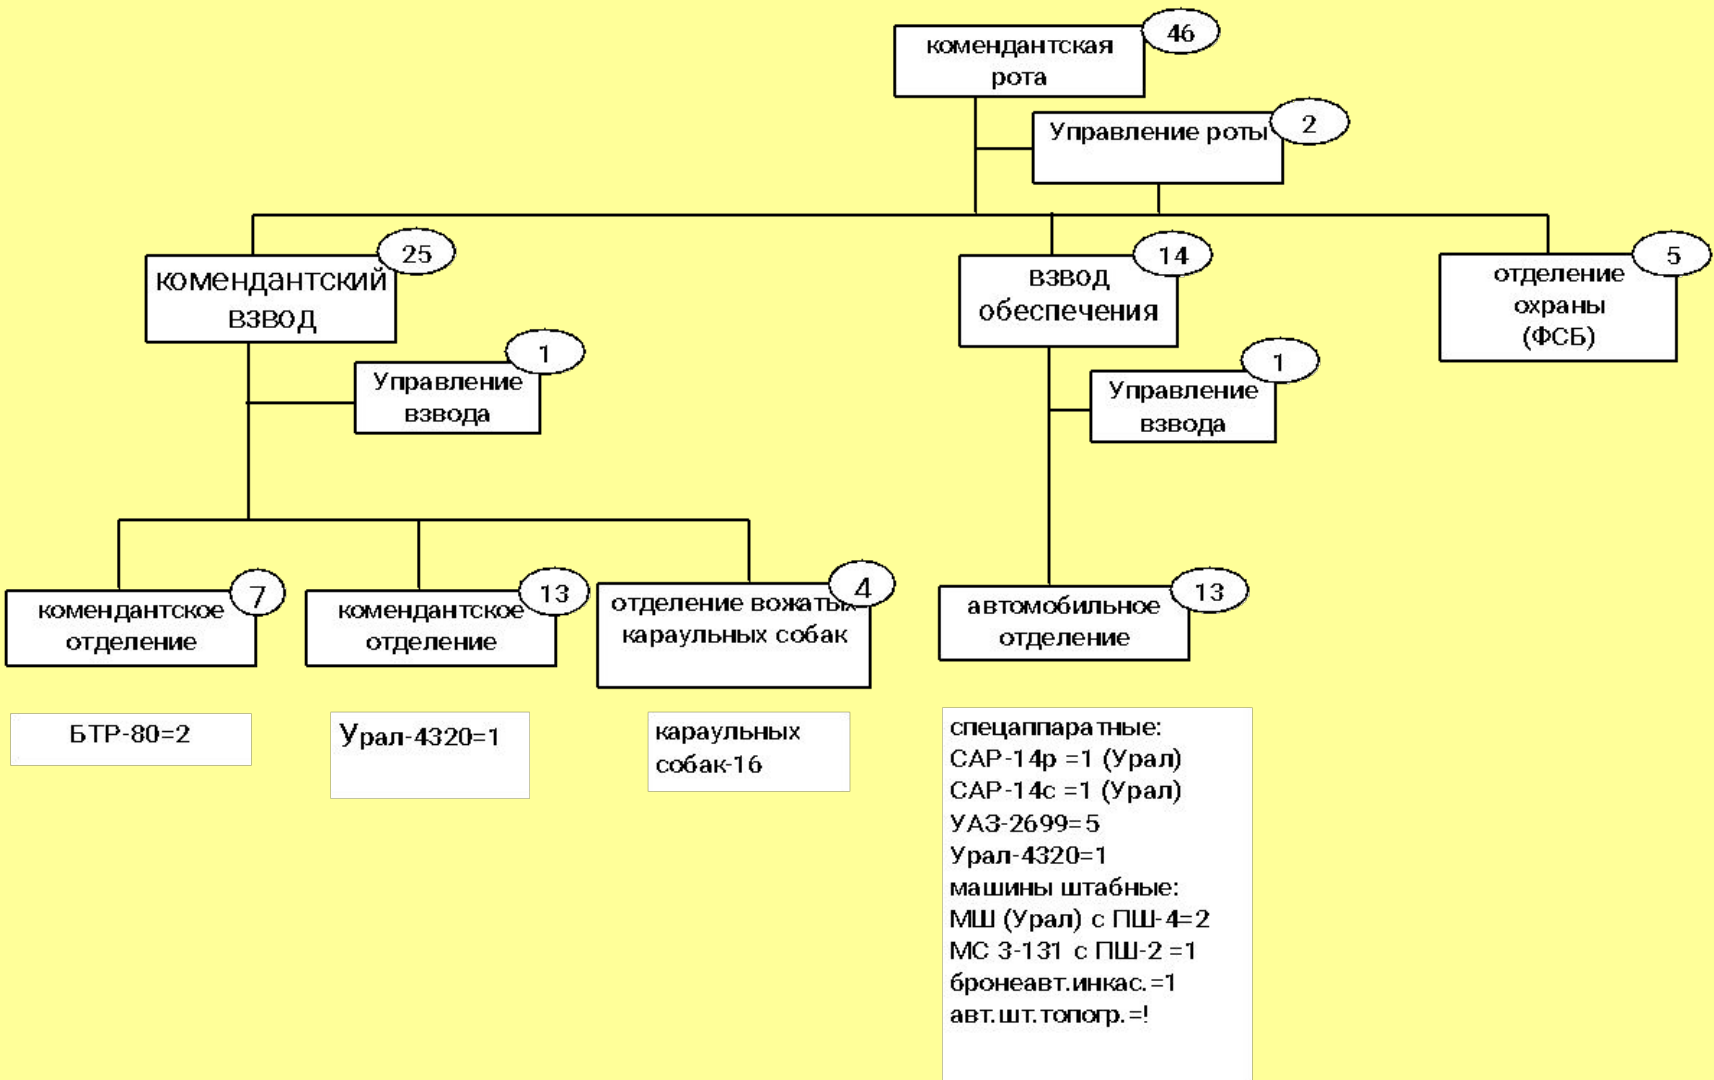 46
комендантская
рота
2
Управление роты
25
комендантский
взвод
14
взвод
обеспечения
5
отделение
охраны
(ФСБ)
1
Управление
взвода
1
Управление
взвода
7
комендантское
отделение
13
комендантское
отделение
4
отделение вожатых
караульных собак
13
автомобильное
отделение
БТР-80=2
Урал-4320=1
караульных
собак-16
спецаппаратные:
САР-14р =1 (Урал)
САР-14с =1 (Урал)
УАЗ-2699=5
Урал-4320=1
машины штабные:
МШ (Урал) с ПШ-4=2
МС З-131 с ПШ-2 =1
бронеавт.инкас.=1
авт.шт.топогр.=!